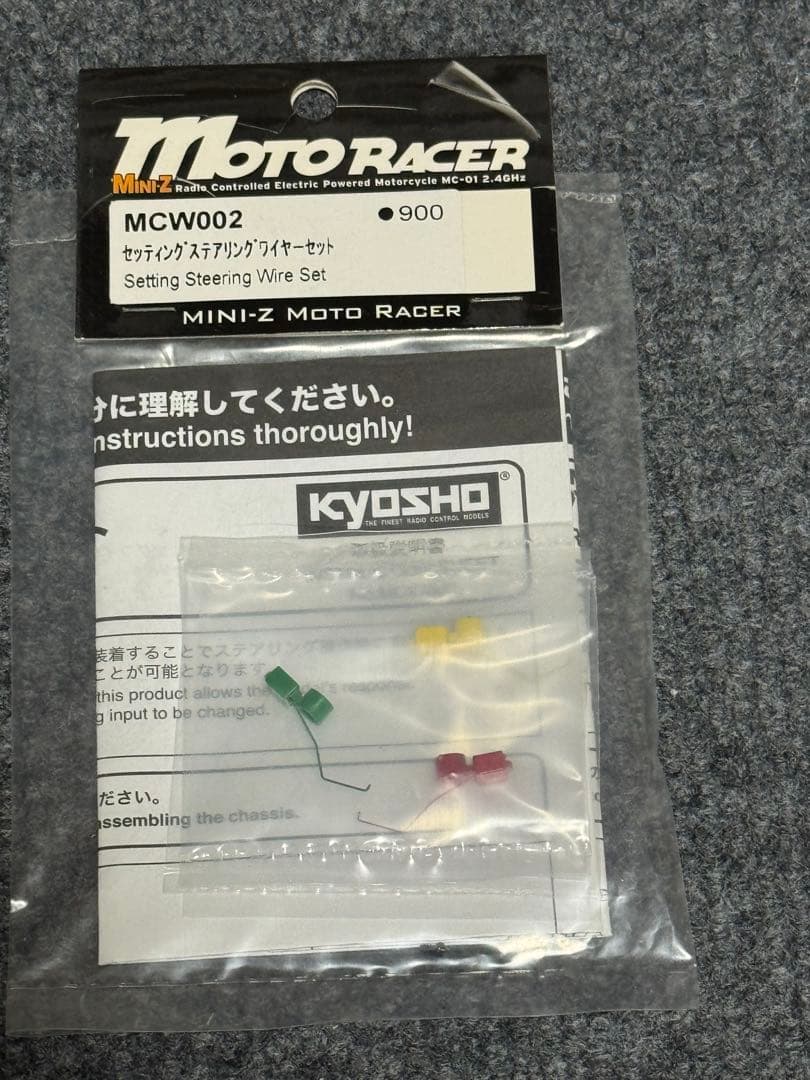 MOTO RACER
MINI-Z Radio Controlled Electric Powered Motorcycle MC-01 2.4GHz
MCW002 ●900
セッティングステアリングワイヤーセット
Setting Steering Wire Set
MINI-Z MOTO RACER
に理解してください。
nstructions thoroughly!
KYOSHO®
THE FINEST RADIO CONTROL MODELS
装着することでステアリング
ことが可能となります
this product allows the model's response
g input to be changed.
ださい。
assembling the chassis.